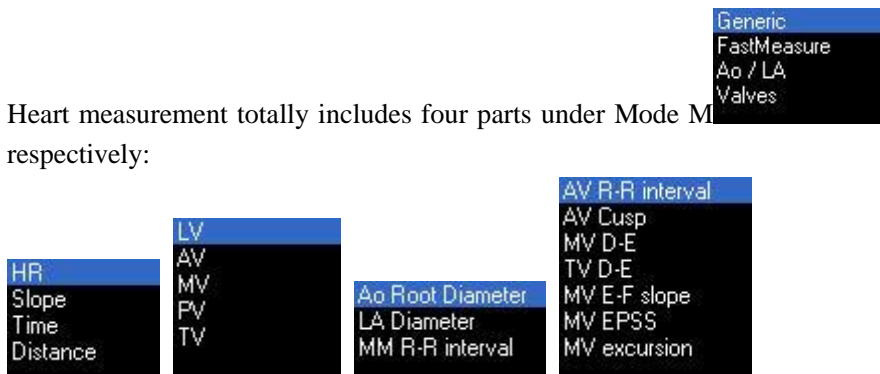 Generic
FastMeasure
Ao / LA
Valves
Heart measurement totally includes four parts under Mode M
respectively:
HR
Slope
Time
Distance
LV
AV
MV
PV
TV
Ao Root Diameter
LA Diameter
MM R-R interval
AV R-R interval
AV Cusp
MV D-E
TV D-E
MV E-F slope
MV EPSS
MV excursion